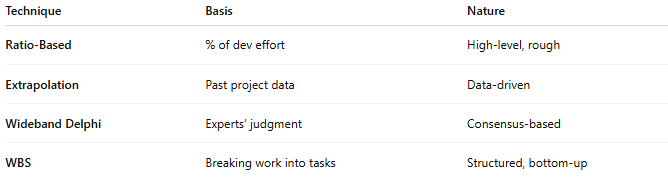 Technique Basis Nature
Ratio-Based % of dev effort High-level, rough
Extrapolation Past project data Data-driven
Wideband Delphi Experts’ judgment Consensus-based
WBS Breaking work into tasks Structured, bottom-up